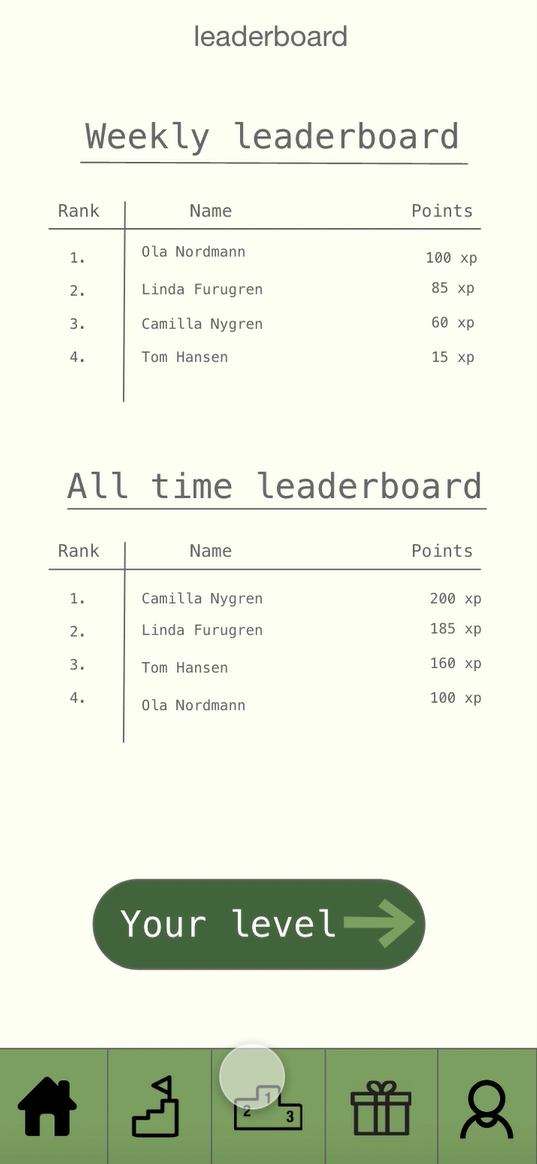 leaderboard
Weekly leaderboard
Rank Name Points
1. Ola Nordmann 100 xp
2. Linda Furugren 85 xp
3. Camilla Nygren 60 xp
4. Tom Hansen 15 xp
All time leaderboard
Rank Name Points
1. Camilla Nygren 200 xp
2. Linda Furugren 185 xp
3. Tom Hansen 160 xp
4. Ola Nordmann 100 xp
Your level
2 1 3